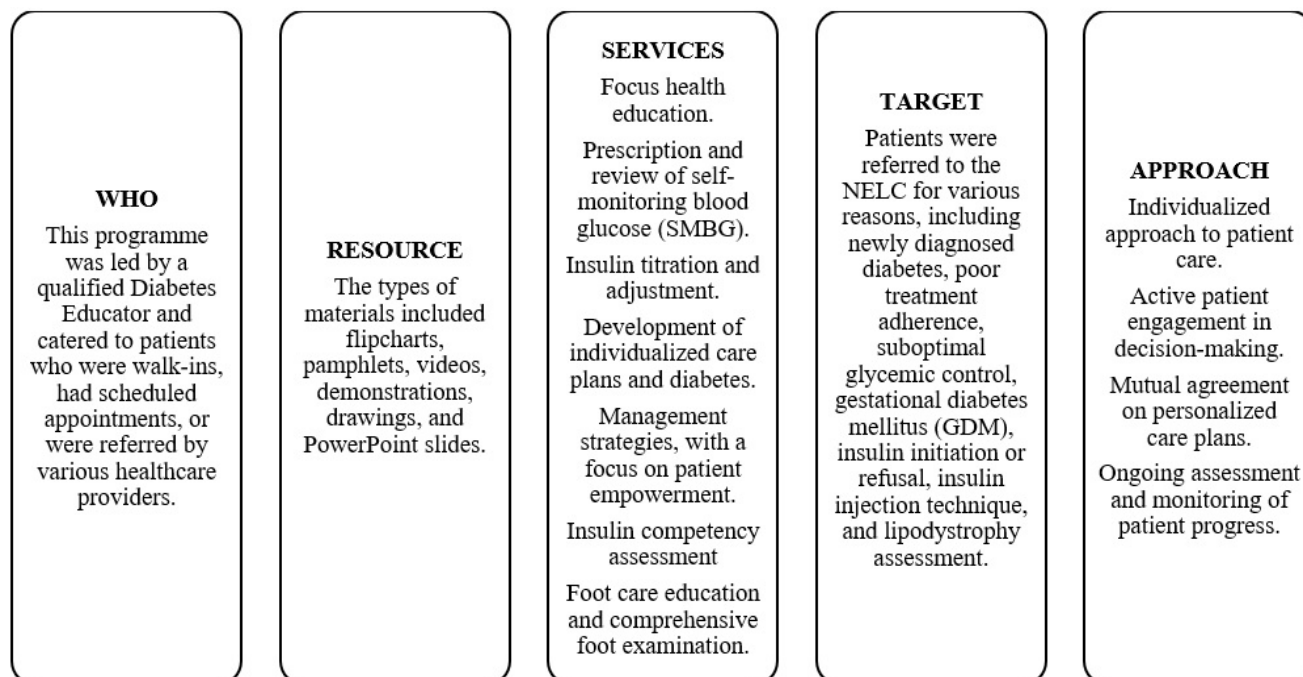 WHO
This programme
was led by a
qualified Diabetes
Educator and
catered to patients
who were walk-ins,
had scheduled
appointments, or
were referred by
various healthcare
providers.
RESOURCE
The types of
materials included
flipcharts,
pamphlets, videos,
demonstrations,
drawings, and
PowerPoint slides.
SERVICES
Focus health
education.
Prescription and
review of self-
monitoring blood
glucose (SMBG).
Insulin titration and
adjustment.
Development of
individualized care
plans and diabetes.
Management
strategies, with a
focus on patient
empowerment.
Insulin competency
assessment
Foot care education
and comprehensive
foot examination.
TARGET
Patients were
referred to the
NELC for various
reasons, including
newly diagnosed
diabetes, poor
treatment
adherence,
suboptimal
glycemic control,
gestational diabetes
mellitus (GDM),
insulin initiation or
refusal, insulin
injection technique,
and lipodystrophy
assessment.
APPROACH
Individualized
approach to patient
care.
Active patient
engagement in
decision-making.
Mutual agreement
on personalized
care plans.
Ongoing assessment
and monitoring of
patient progress.